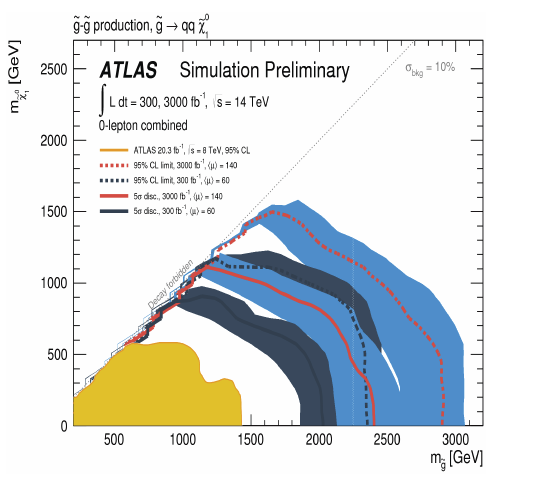 g̃-g̃ production, g̃ → qq χ̃⁰₁
m_χ̃⁰₁ [GeV]
2500
2000
1500
1000
500
0
ATLAS Simulation Preliminary
∫ L dt = 300, 3000 fb⁻¹, √s = 14 TeV
0-lepton combined
σ_bkg = 10%
ATLAS 20.3 fb⁻¹, √s = 8 TeV, 95% CL
95% CL limit, 3000 fb⁻¹, ⟨μ⟩ = 140
95% CL limit, 300 fb⁻¹, ⟨μ⟩ = 60
5σ disc., 3000 fb⁻¹, ⟨μ⟩ = 140
5σ disc., 300 fb⁻¹, ⟨μ⟩ = 60
Decay forbidden
500 1000 1500 2000 2500 3000
m_g̃ [GeV]